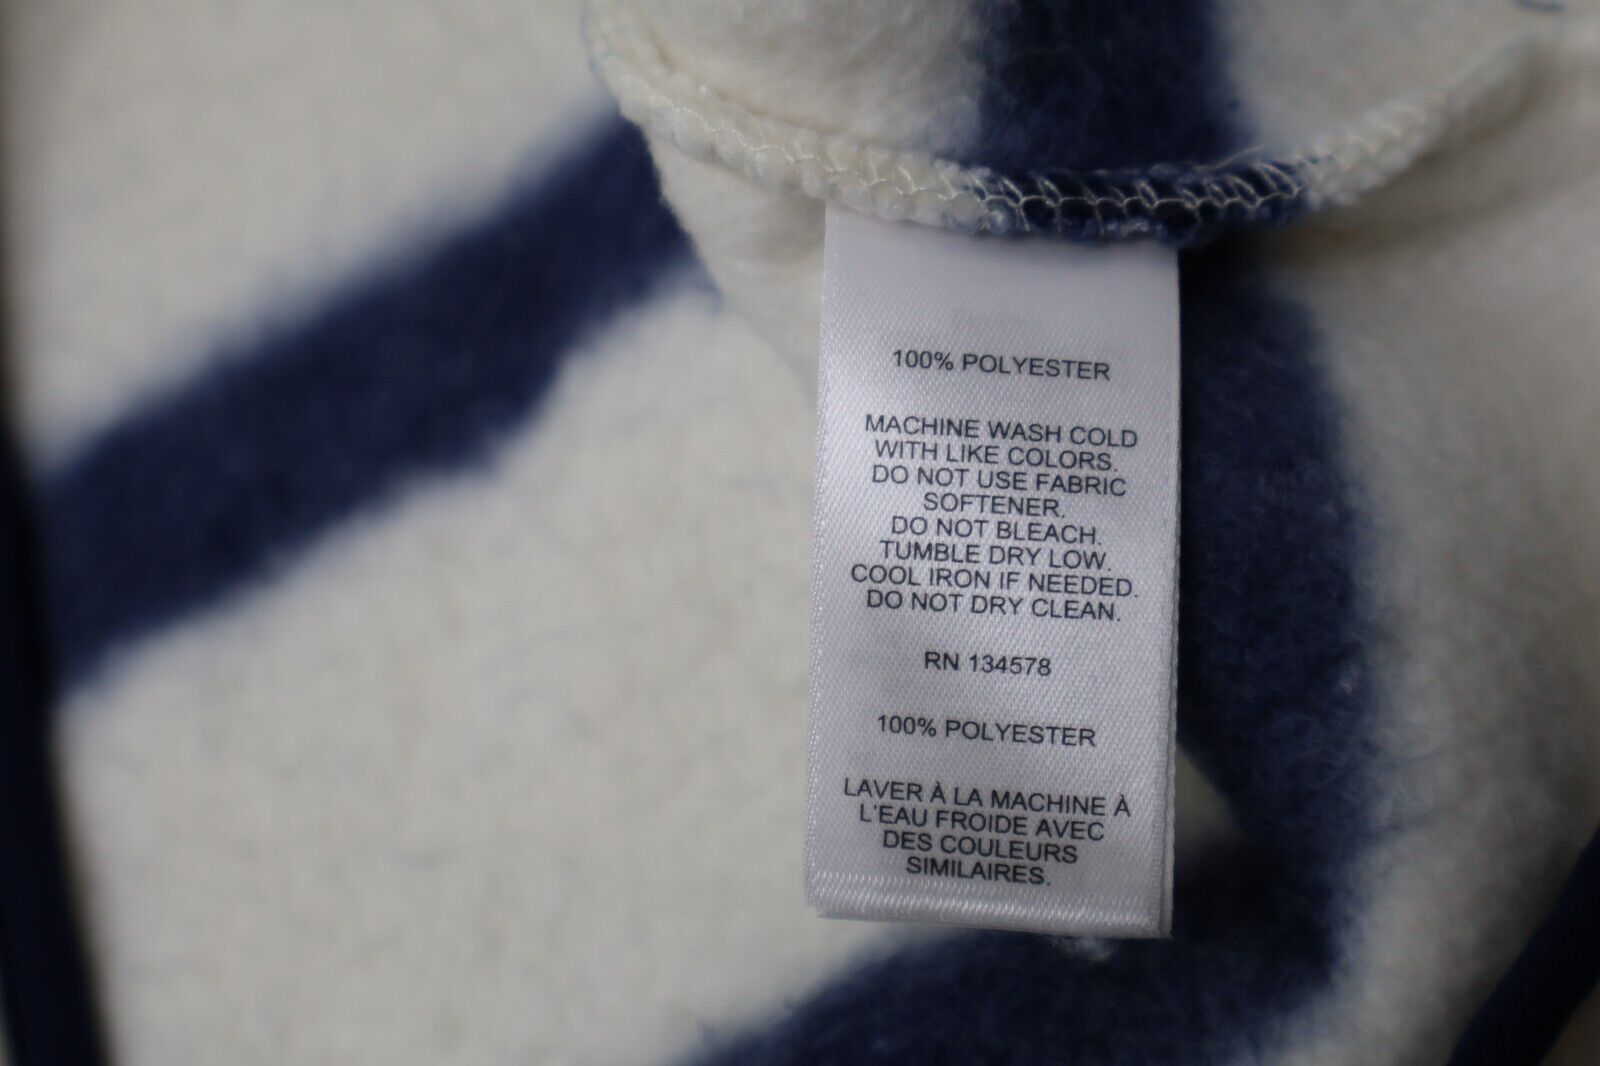 100% POLYESTER
MACHINE WASH COLD
WITH LIKE COLORS.
DO NOT USE FABRIC
SOFTENER.
DO NOT BLEACH.
TUMBLE DRY LOW.
COOL IRON IF NEEDED.
DO NOT DRY CLEAN.
RN 134578
100% POLYESTER
LAVER À LA MACHINE À
L'EAU FROIDE AVEC
DES COULEURS
SIMILAIRES.